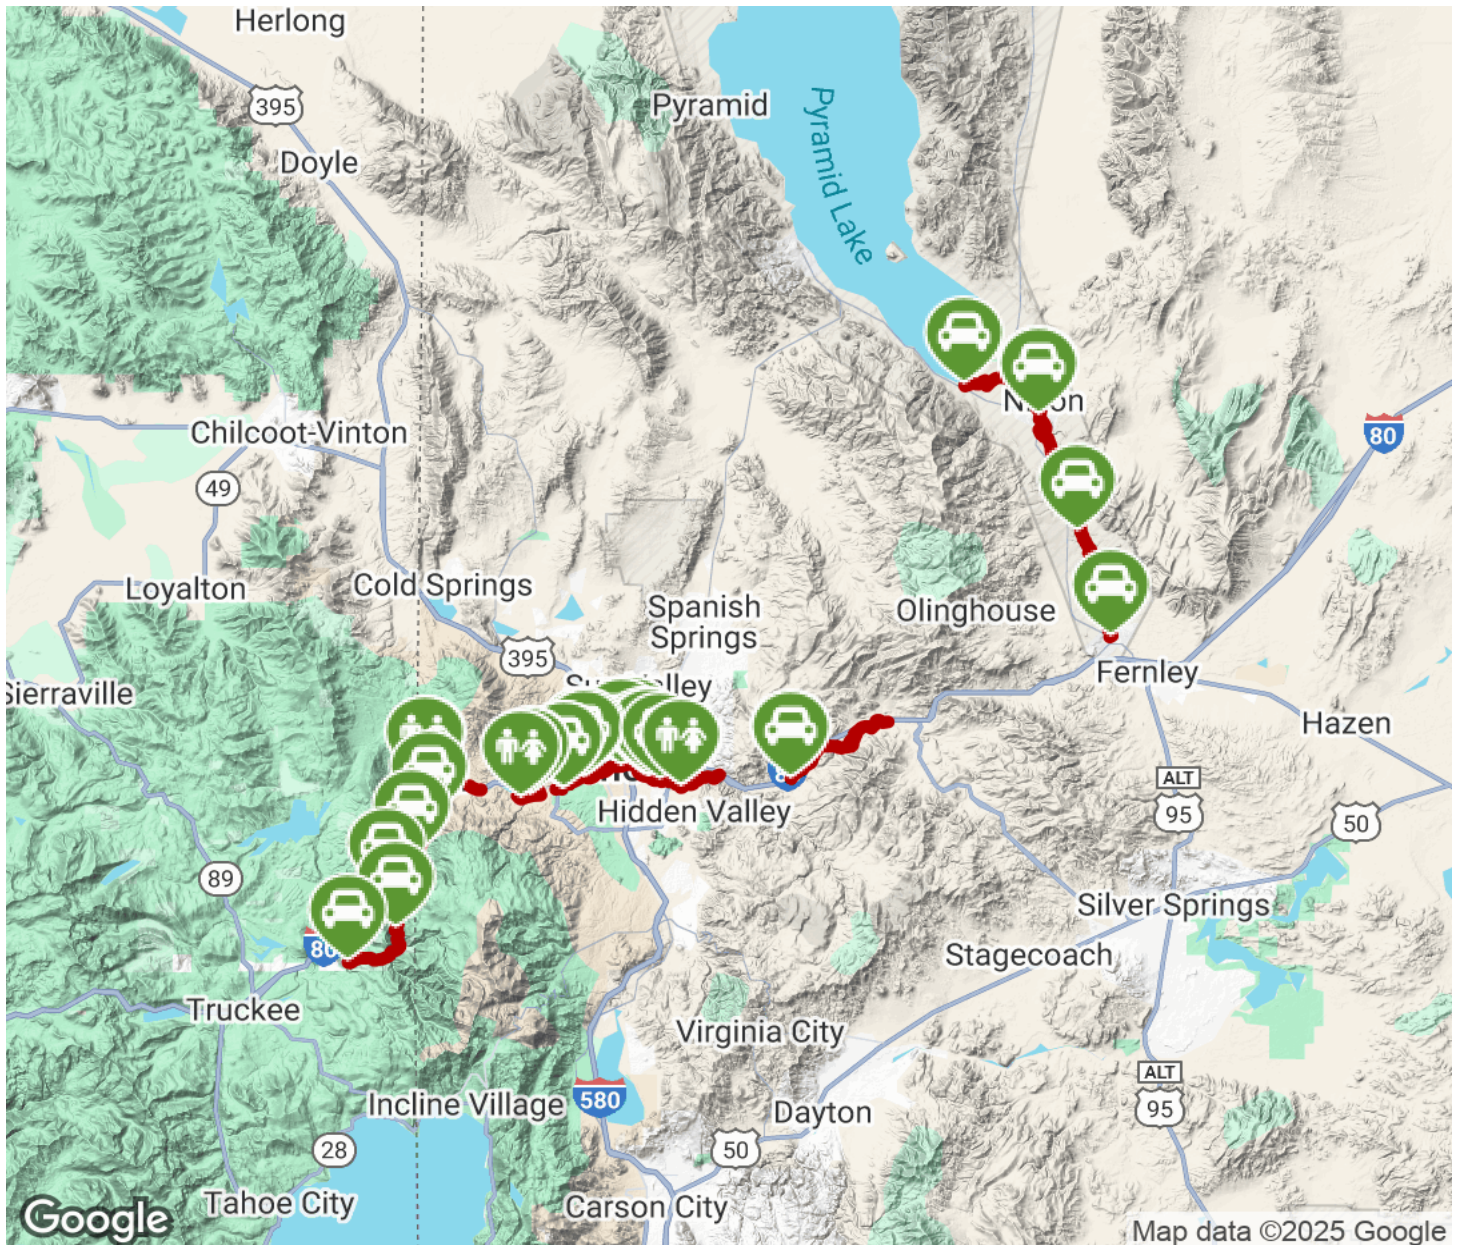 Herlong
395
Pyramid
Doyle
Pyramid Lake
Nixon
80
Chilcoot-Vinton
49
Loyalton
Cold Springs
Spanish
Springs
Olinghouse
395
Fernley
Sierraville
Hazen
ALT
95
50
Hidden Valley
89
Silver Springs
80
Stagecoach
Truckee
Virginia City
ALT
95
Incline Village
580
Dayton
28
50
Tahoe City
Carson City
Google
Map data ©2025 Google